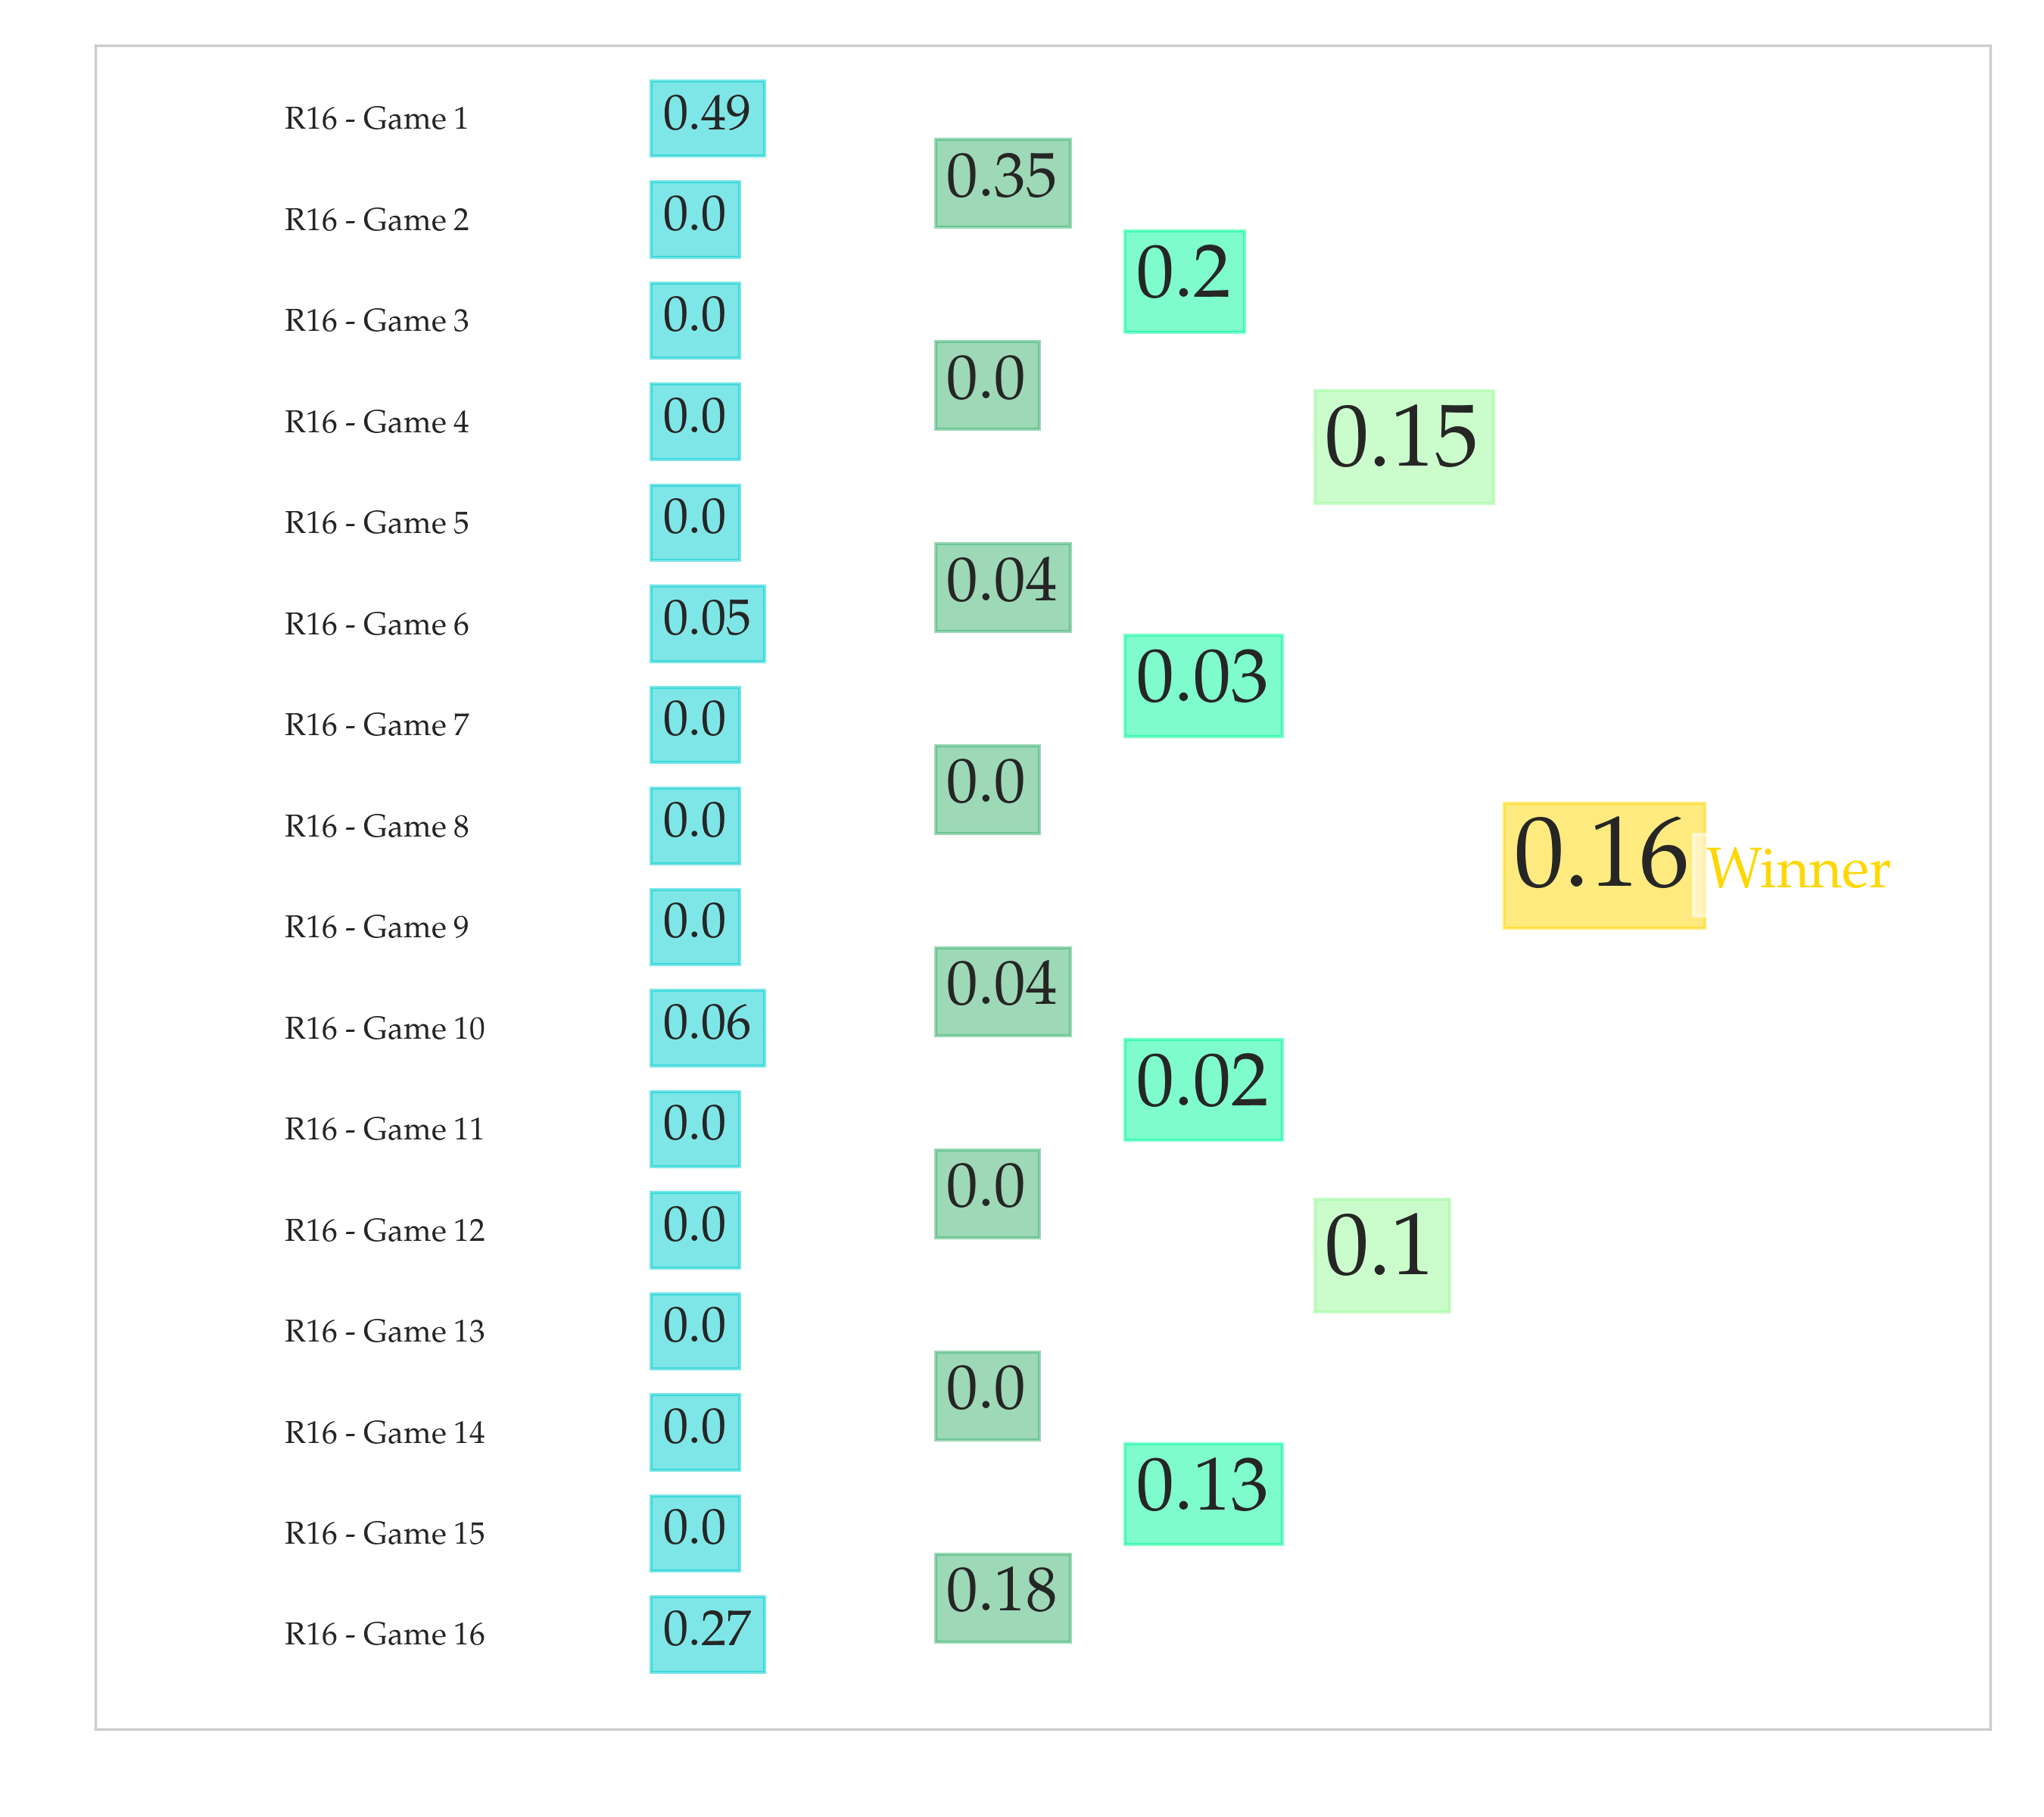 R16 - Game 1 0.49
0.35
R16 - Game 2 0.0
0.2
R16 - Game 3 0.0
0.0
R16 - Game 4 0.0
0.15
R16 - Game 5 0.0
0.04
R16 - Game 6 0.05
0.03
R16 - Game 7 0.0
0.0
R16 - Game 8 0.0
0.16 Winner
R16 - Game 9 0.0
0.04
R16 - Game 10 0.06
0.02
R16 - Game 11 0.0
0.0
R16 - Game 12 0.0
0.1
R16 - Game 13 0.0
0.0
R16 - Game 14 0.0
0.13
R16 - Game 15 0.0
0.18
R16 - Game 16 0.27